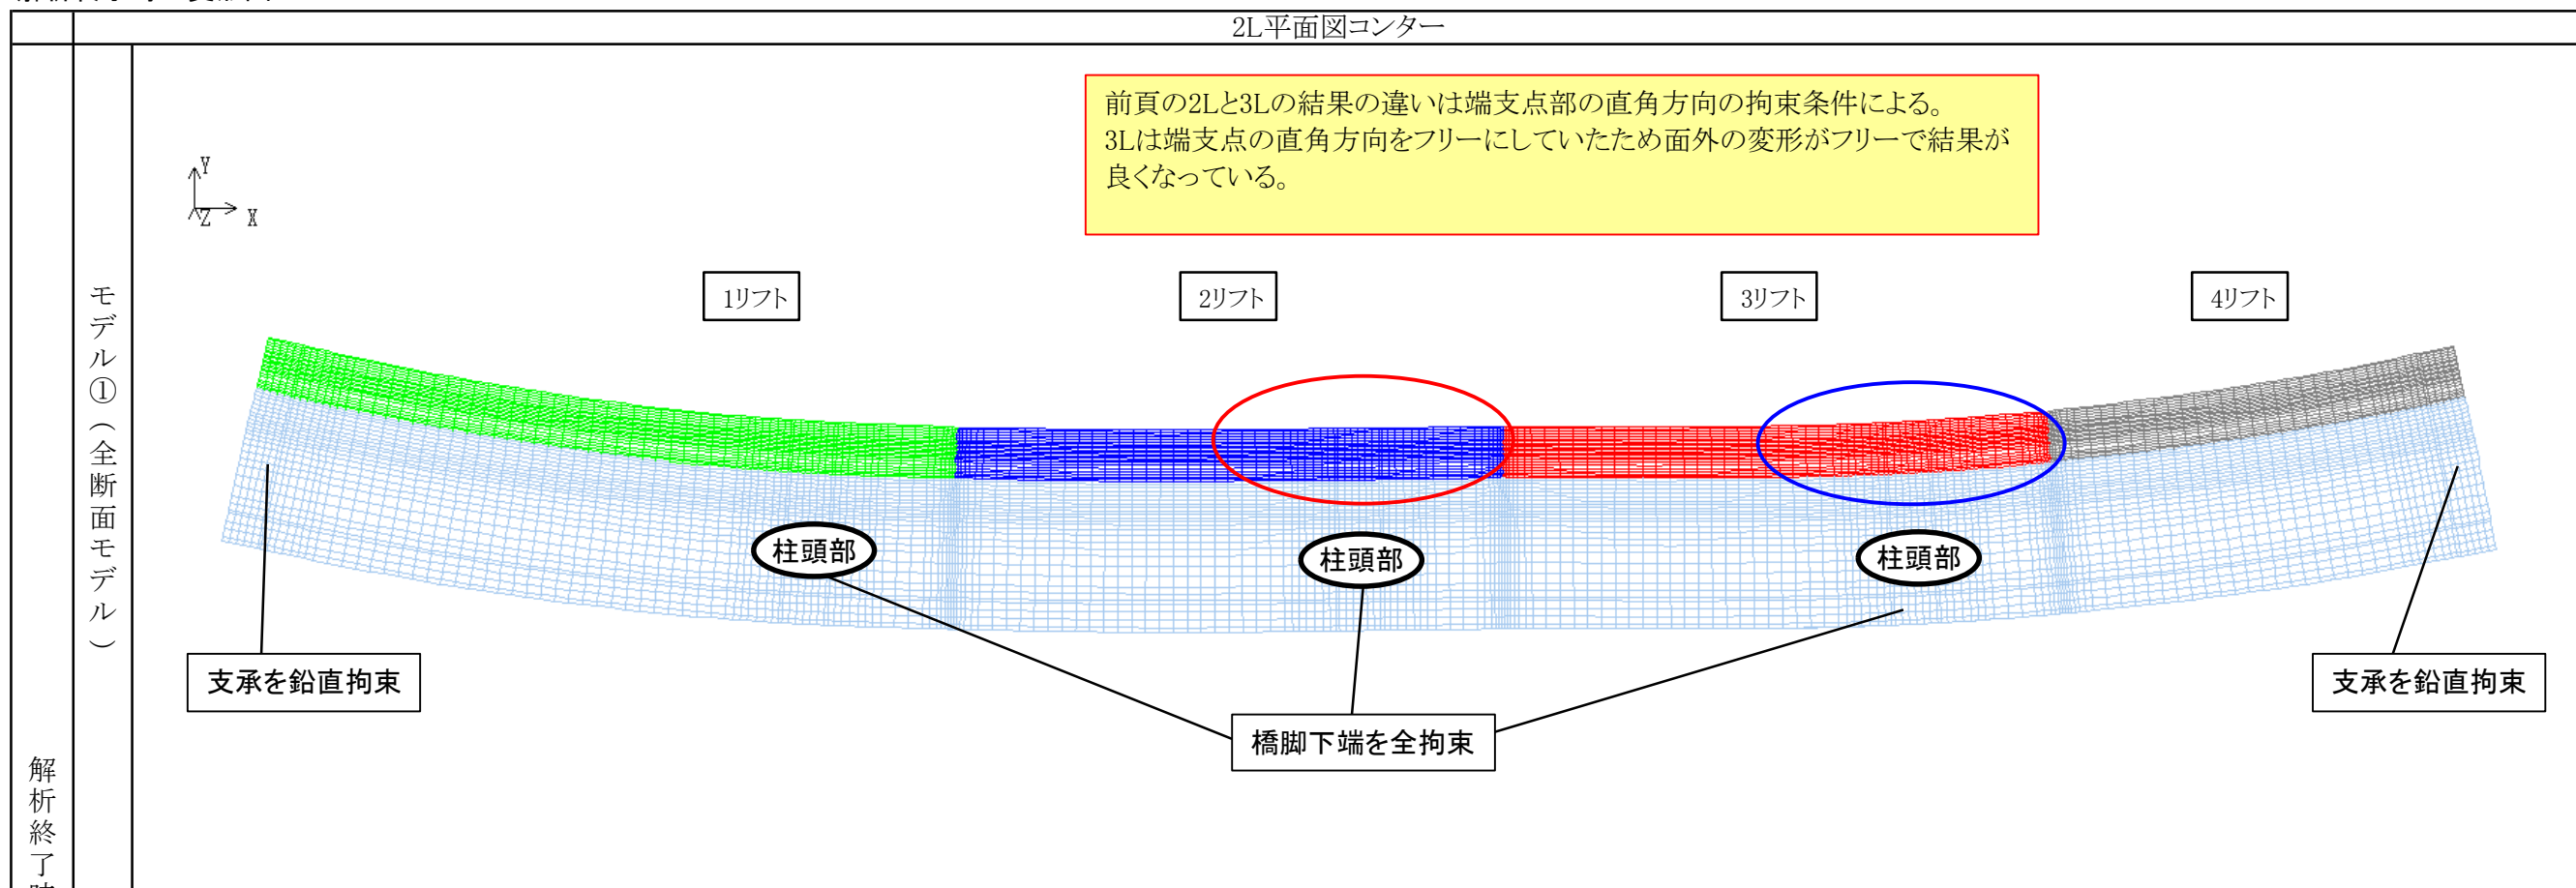 2L平面図コンター
前頁の2Lと3Lの結果の違いは端支点部の直角方向の拘束条件による。
3Lは端支点の直角方向をフリーにしていたため面外の変形がフリーで結果が
良くなっている。
Y
Z
X
1リフト
2リフト
3リフト
4リフト
モデル①(全断面モデル)
柱頭部
柱頭部
柱頭部
支承を鉛直拘束
支承を鉛直拘束
橋脚下端を全拘束
解析終了